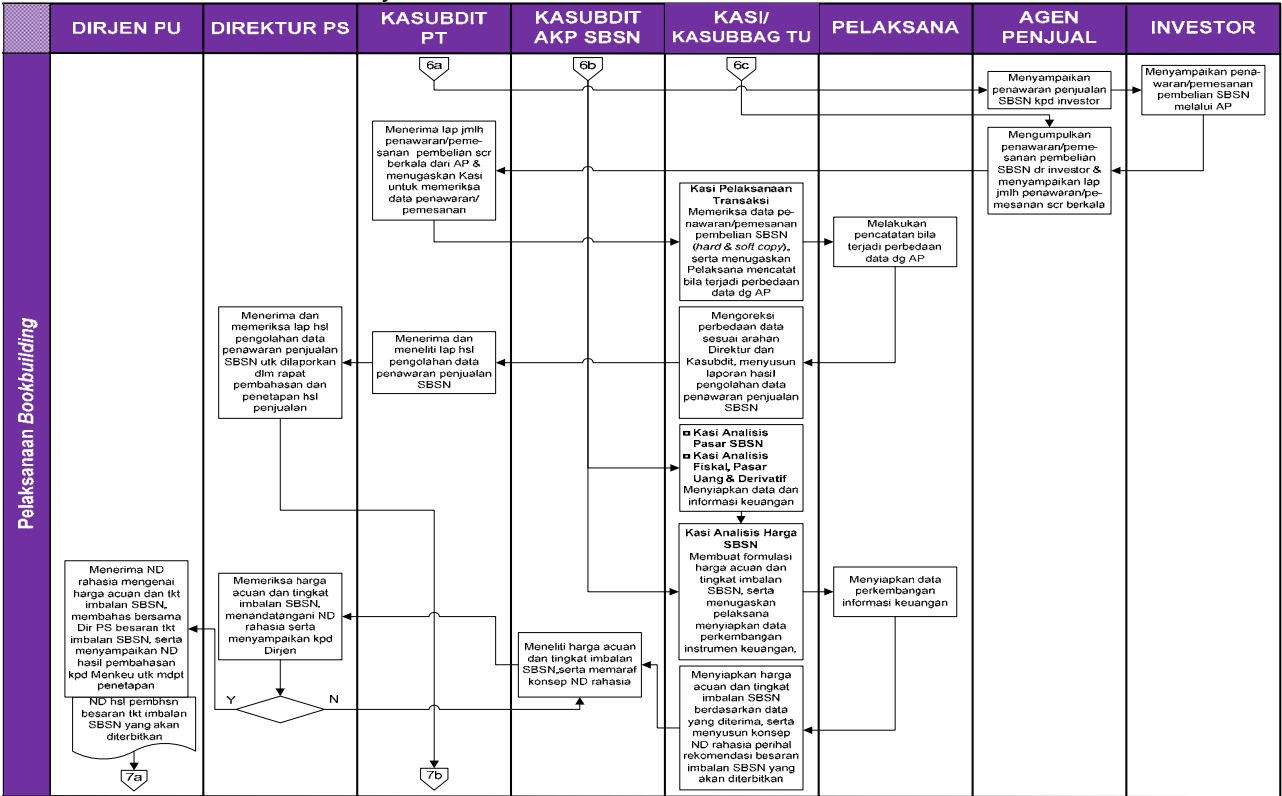 DIRJEN PU
DIREKTUR PS
KASUBDIT
PT
KASUBDIT
AKP SBSN
KASI/
KASUBBAG TU
PELAKSANA
AGEN
PENJUAL
INVESTOR
Pelaksanaan Bookbuilding
6a
6b
6c
Menyampaikan
penawaran penjualan
SBSN kpd investor
Menyampaikan pena-
waran/pemesanan
pembelian SBSN
melalui AP
Menerima lap jmlh
penawaran/peme-
sanan pembelian scr
berkala dari AP &
menugaskan Kasi
untuk memeriksa
data penawaran/
pemesanan
Mengumpulkan
penawaran/peme-
sanan pembelian
SBSN dr investor &
menyampaikan lap
jmlh penawaran/pe-
mesanan scr berkala
Kasi Pelaksanaan
Transaksi
Memeriksa data pe-
nawaran/pemesanan
pembelian SBSN
(hard & soft copy),
serta menugaskan
Pelaksana mencatat
bila terjadi perbedaan
data dg AP
Melakukan
pencatatan bila
terjadi perbedaan
data dg AP
Menerima dan
memeriksa lap hsl
pengolahan data
penawaran penjualan
SBSN utk dilaporkan
dlm rapat
pembahasan dan
penetapan hsl
penjualan
Menerima dan
meneliti lap hsl
pengolahan data
penawaran penjualan
SBSN
Mengoreksi
perbedaan data
sesuai arahan
Direktur dan
Kasubdit, menyusun
laporan hasil
pengolahan data
penawaran penjualan
SBSN
Kasi Analisis
Pasar SBSN
Kasi Analisis
Fiskal, Pasar
Uang & Derivatif
Menyiapkan data dan
informasi keuangan
Kasi Analisis Harga
SBSN
Membuat formulasi
harga acuan dan
tingkat imbalan
SBSN, serta
menugaskan
pelaksana
menyiapkan data
perkembangan
instrumen keuangan.
Menyiapkan data
perkembangan
informasi keuangan
Menerima ND
rahasia mengenai
harga acuan dan tkt
imbalan SBSN,
membahas bersama
Dir PS besaran tkt
imbalan SBSN, serta
menyampaikan ND
hasil pembahasan
kpd Menkeu utk mdpt
penetapan
Memeriksa harga
acuan dan tingkat
imbalan SBSN,
menandatangani ND
rahasia serta
menyampaikan kpd
Dirjen
Meneliti harga acuan
dan tingkat imbalan
SBSN,serta memaraf
konsep ND rahasia
Menyiapkan harga
acuan dan tingkat
imbalan SBSN
berdasarkan data
yang diterima, serta
menyusun konsep
ND rahasia perihal
rekomendasi besaran
imbalan SBSN yang
akan diterbitkan
Y
N
ND hsl pembhsn
besaran tkt imbalan
SBSN yang akan
diterbitkan
7a
7b